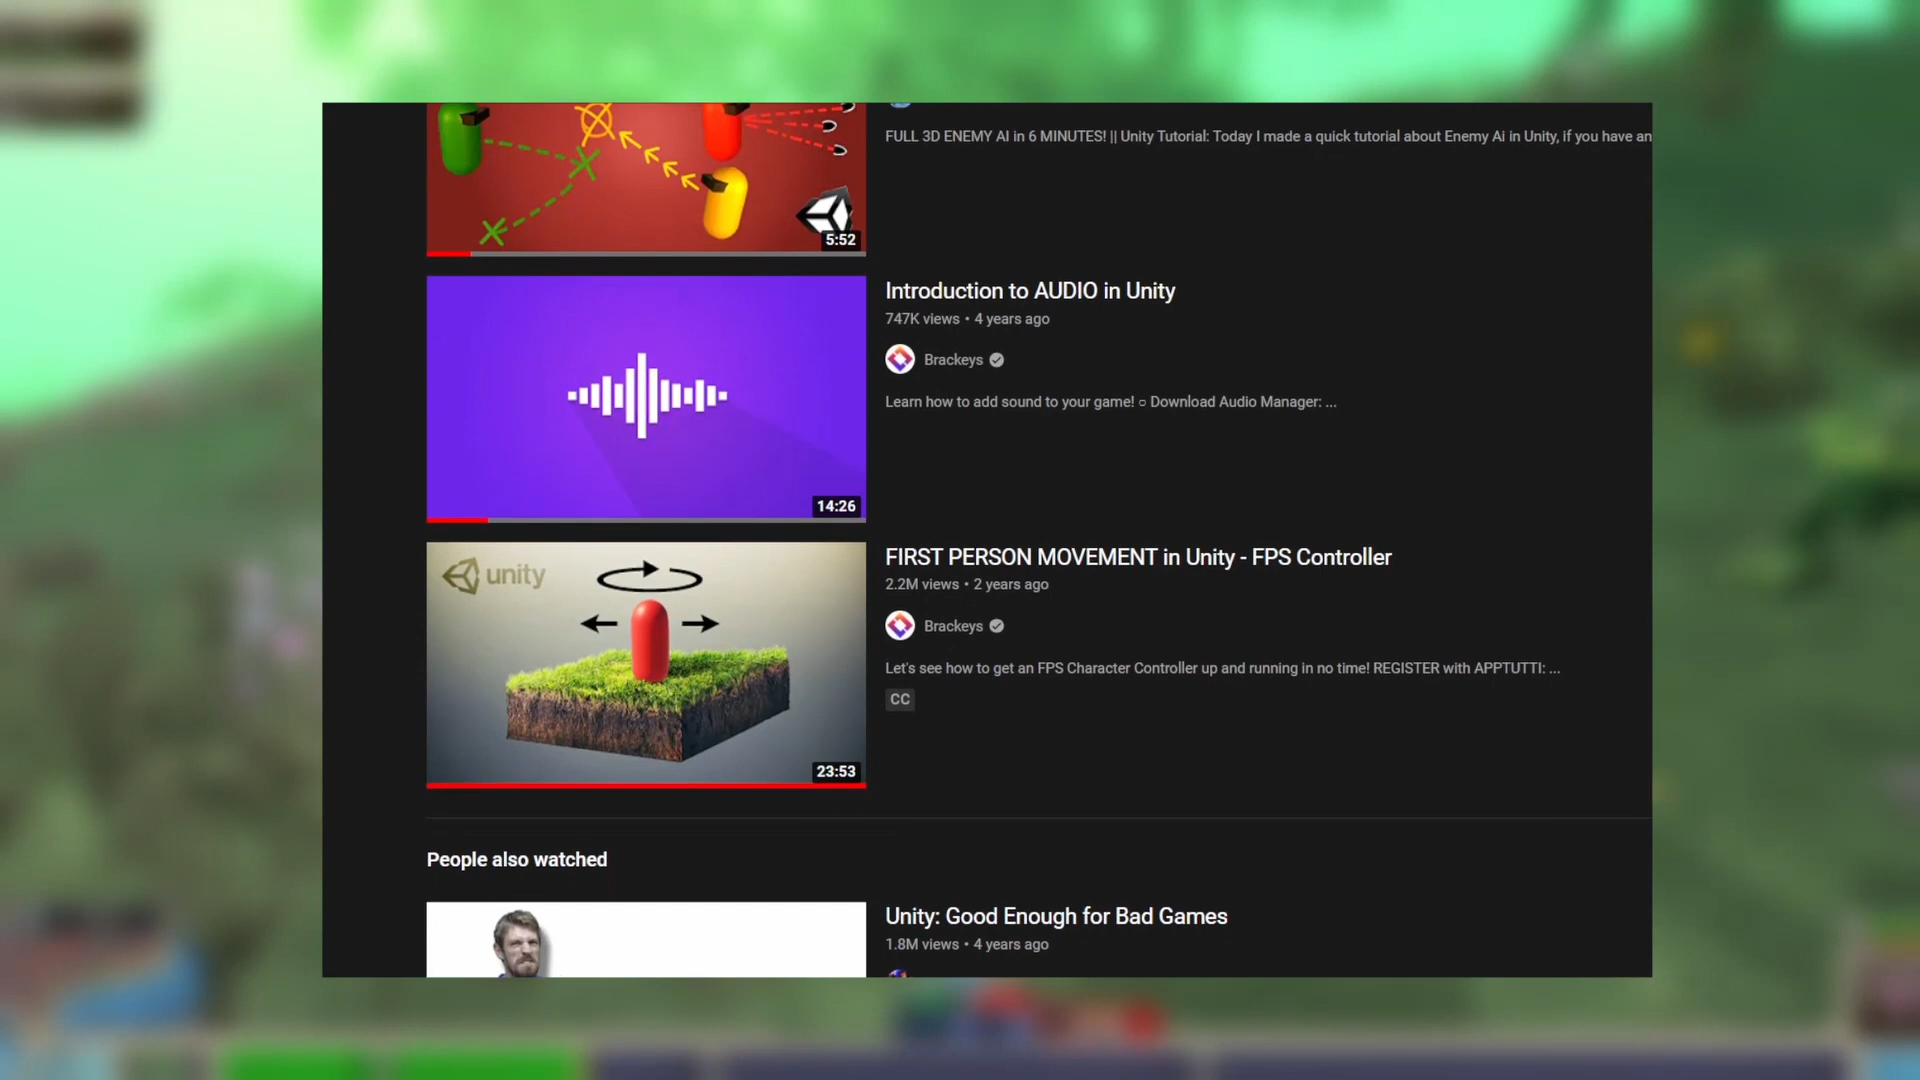 FULL 3D ENEMY AI in 6 MINUTES! || Unity Tutorial: Today I made a quick tutorial about Enemy Ai in Unity, if you have an
5:52
Introduction to AUDIO in Unity
747K views • 4 years ago
Brackeys
Learn how to add sound to your game! ○ Download Audio Manager: ...
14:26
unity
FIRST PERSON MOVEMENT in Unity - FPS Controller
2.2M views • 2 years ago
Brackeys
Let's see how to get an FPS Character Controller up and running in no time! REGISTER with APPTUTTI: ...
CC
23:53
People also watched
Unity: Good Enough for Bad Games
1.8M views • 4 years ago